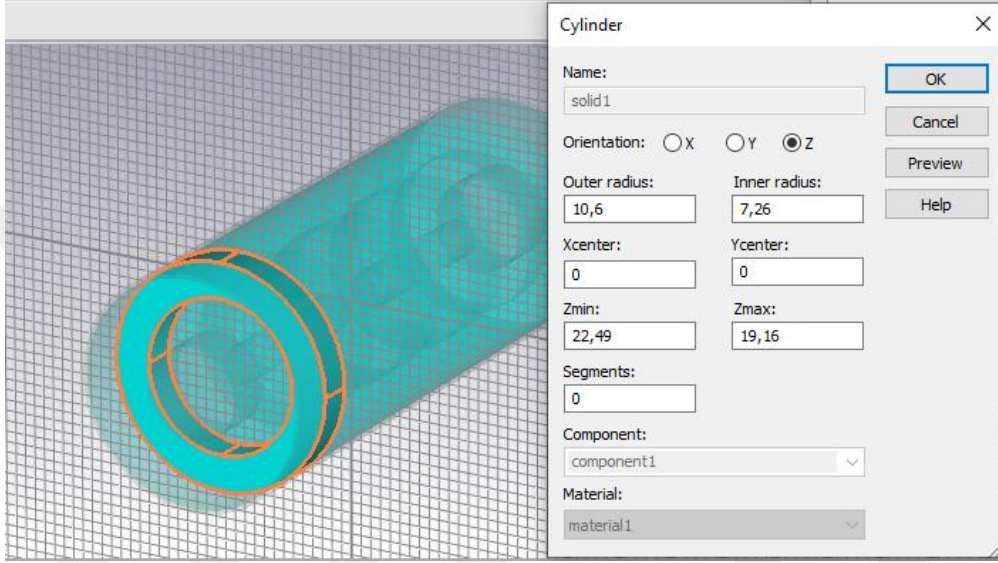 Cylinder
Name:
solid1
OK
Cancel
Preview
Help
Orientation: X Y Z
Outer radius: Inner radius:
10,6 7,26
Xcenter: Ycenter:
0 0
Zmin: Zmax:
22,49 19,16
Segments:
0
Component:
component1
Material:
material1